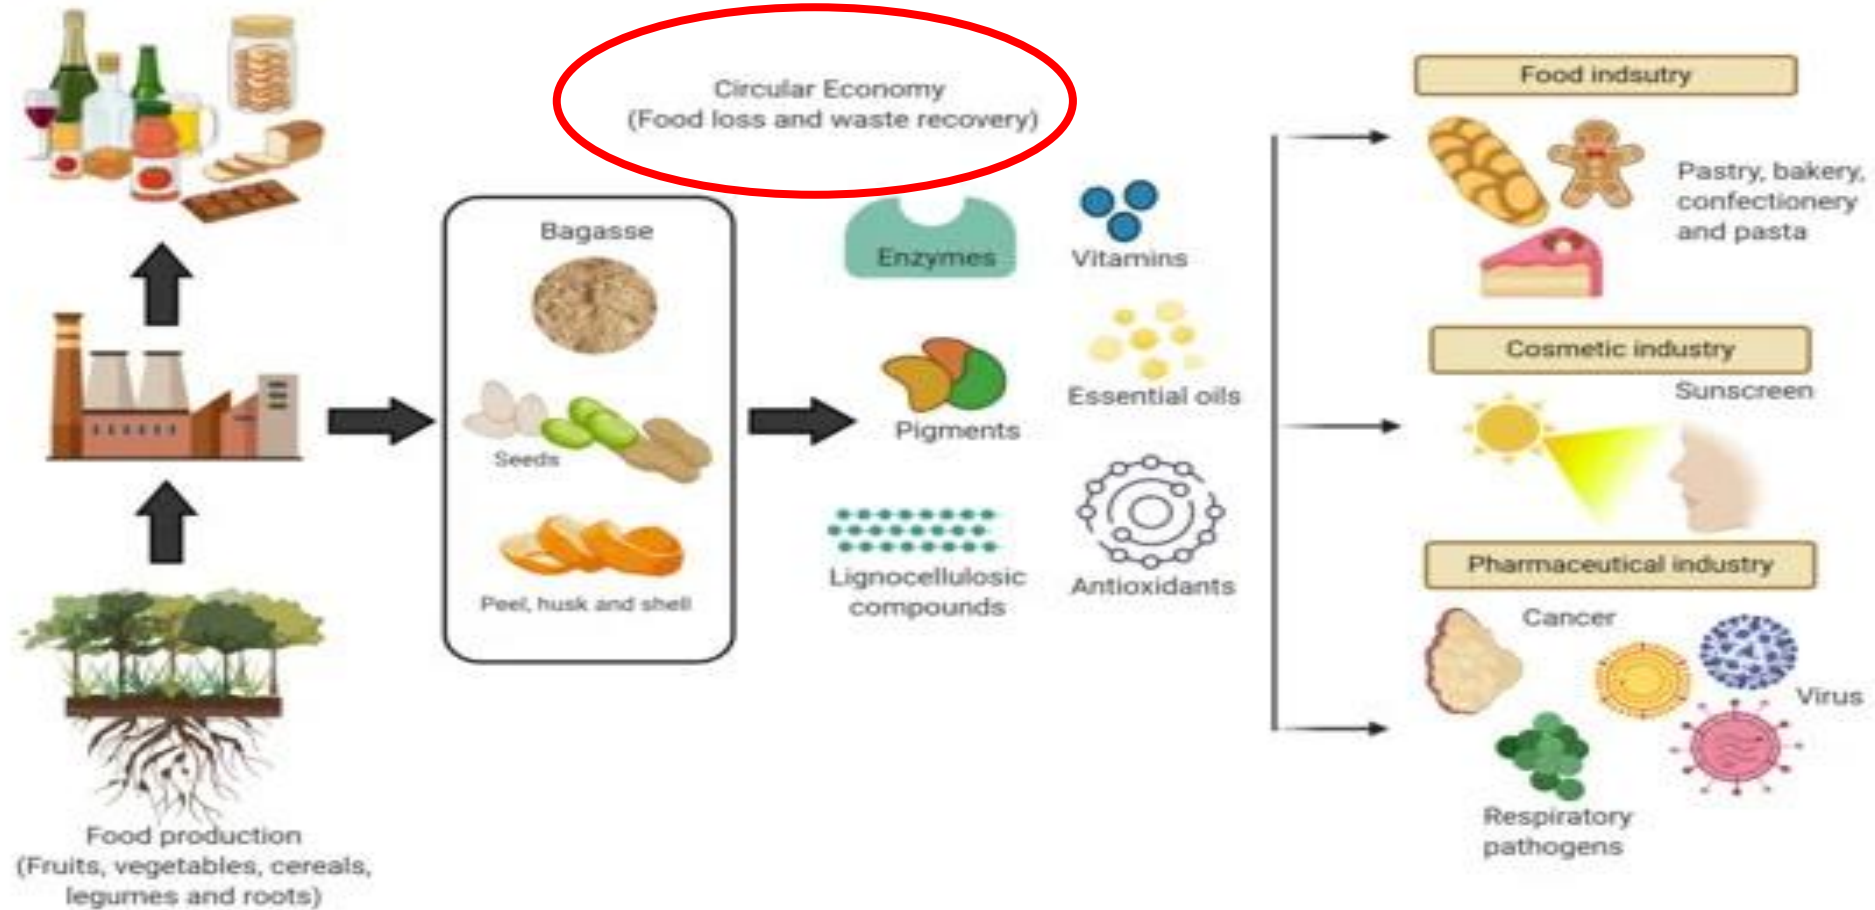 Circular Economy
(Food loss and waste recovery)
Bagasse
Seeds
Peel, husk and shell
Enzymes
Vitamins
Pigments
Essential oils
Lignocellulosic
compounds
Antioxidants
Food indsutry
Pastry, bakery,
confectionery
and pasta
Cosmetic industry
Sunscreen
Pharmaceutical industry
Cancer
Virus
Respiratory
pathogens
Food production
(Fruits, vegetables, cereals,
legumes and roots)